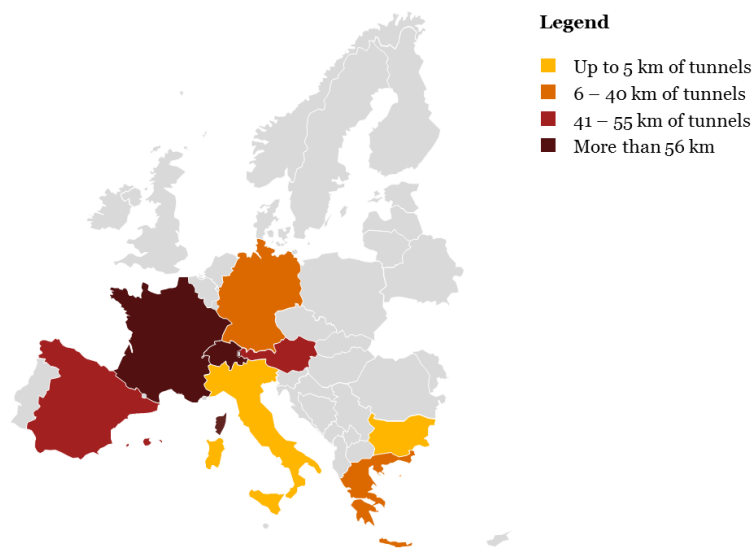 Legend
Up to 5 km of tunnels
6 – 40 km of tunnels
41 – 55 km of tunnels
More than 56 km